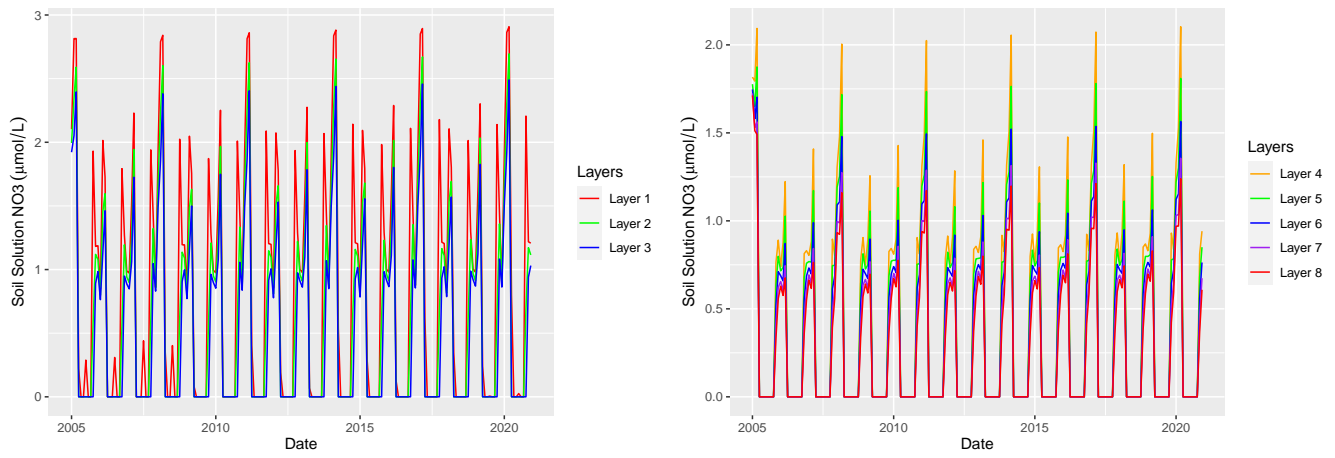 Soil Solution NO3 (μmol/L)
3
2
1
0
2005
2010
2015
2020
Date
Layers
Layer 1
Layer 2
Layer 3
Soil Solution NO3 (μmol/L)
2.0
1.5
1.0
0.5
0.0
2005
2010
2015
2020
Date
Layers
Layer 4
Layer 5
Layer 6
Layer 7
Layer 8